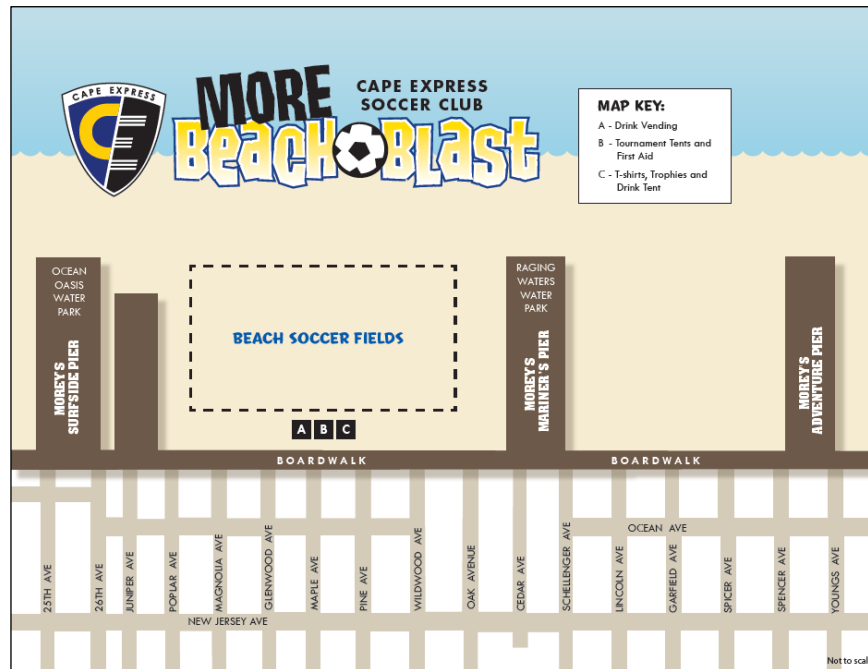 CAPE EXPRESS
CE
MORE
CAPE EXPRESS
SOCCER CLUB
BEACH BLAST
MAP KEY:
A - Drink Vending
B - Tournament Tents and
First Aid
C - T-shirts, Trophies and
Drink Tent
OCEAN
OASIS
WATER
PARK
MOREY'S
SURFSIDE PIER
BEACH SOCCER FIELDS
RAGING
WATERS
WATER
PARK
MOREY'S
MARINER'S PIER
MOREY'S
ADVENTURE PIER
A B C
BOARDWALK
BOARDWALK
OCEAN AVE
25TH AVE
26TH AVE
JUNIPER AVE
POPLAR AVE
MAGNOLIA AVE
GLENWOOD AVE
MAPLE AVE
PINE AVE
WILDWOOD AVE
OAK AVENUE
CEDAR AVE
SCHELLENGER AVE
LINCOLN AVE
GARFIELD AVE
SPICER AVE
SPENCER AVE
YOUNGS AVE
NEW JERSEY AVE
Not to scal